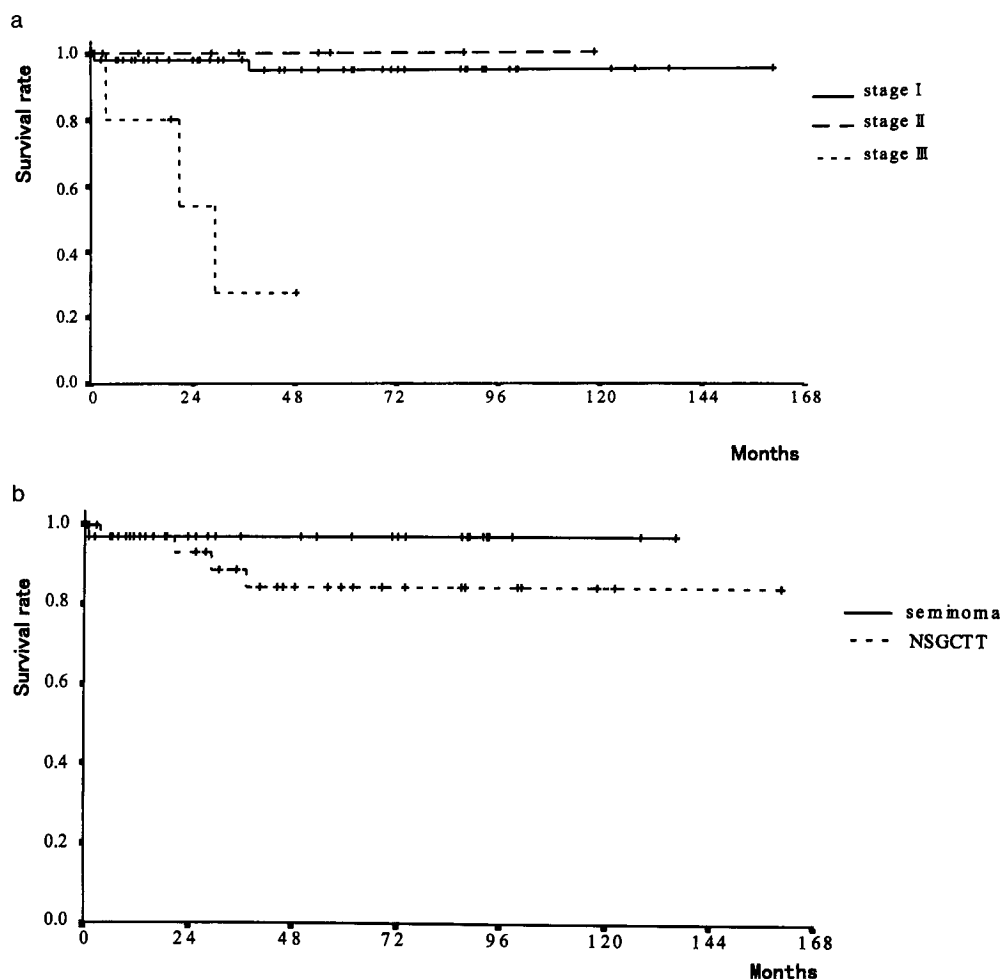 a
1.0
0.8
0.6
0.4
0.2
0.0
Survival rate
0 24 48 72 96 120 144 168
Months
stage I
stage II
stage III
b
1.0
0.8
0.6
0.4
0.2
0.0
Survival rate
0 24 48 72 96 120 144 168
Months
seminoma
NSGCTT